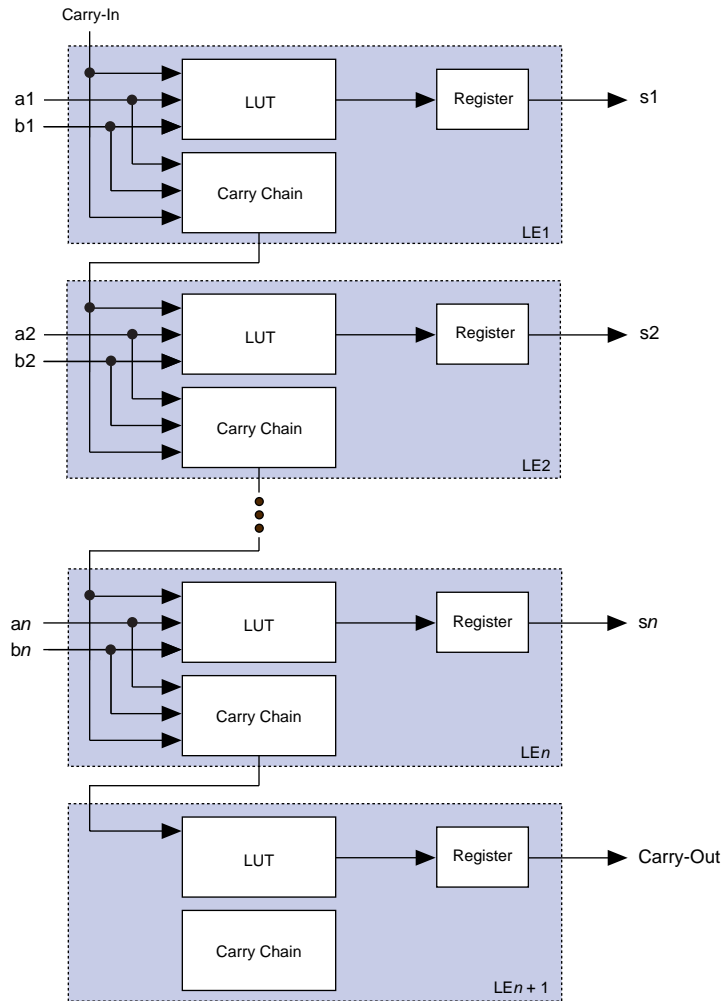 Carry-In
a1
b1
LUT
Register
s1
Carry Chain
LE1
a2
b2
LUT
Register
s2
Carry Chain
LE2
an
bn
LUT
Register
sn
Carry Chain
LEn
LUT
Register
Carry-Out
Carry Chain
LEn + 1